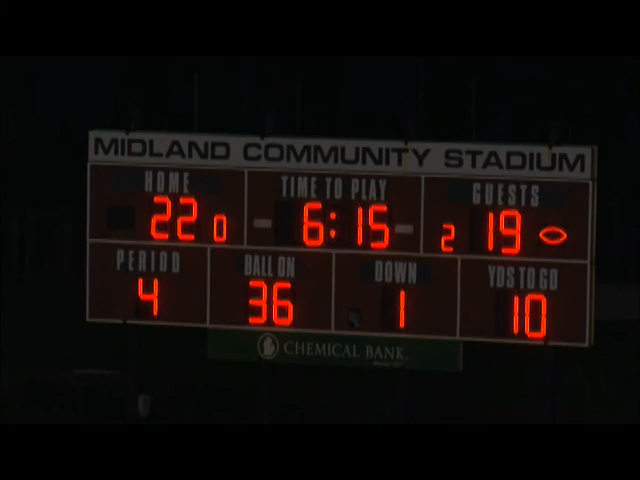 MIDLAND COMMUNITY STADIUM
HOME TIME TO PLAY GUESTS
22 0 6:15 2 19
PERIOD BALL ON DOWN YDS TO GO
4 36 1 10
CHEMICAL BANK